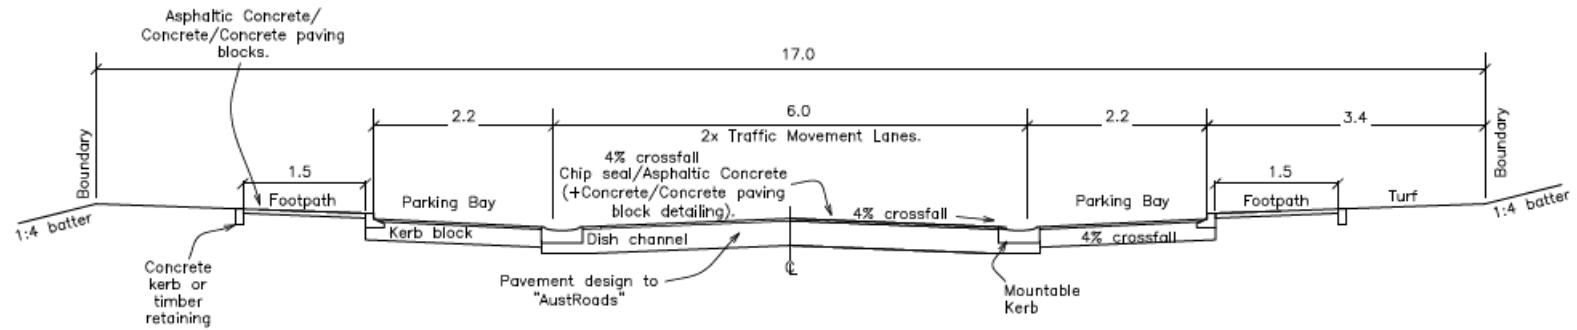 Asphaltic Concrete/
Concrete/Concrete paving
blocks.
17.0
2.2
6.0
2.2
3.4
2x Traffic Movement Lanes.
Boundary
Boundary
1.5
Footpath
Parking Bay
4% crossfall
Chip seal/Asphaltic Concrete
(+Concrete/Concrete paving
block detailing).
4% crossfall
Parking Bay
1.5
Footpath
Turf
1:4 batter
1:4 batter
Kerb block
Dish channel
4% crossfall
Concrete
kerb or
timber
retaining
Pavement design to
"AustRoads"
℄
Mountable
Kerb